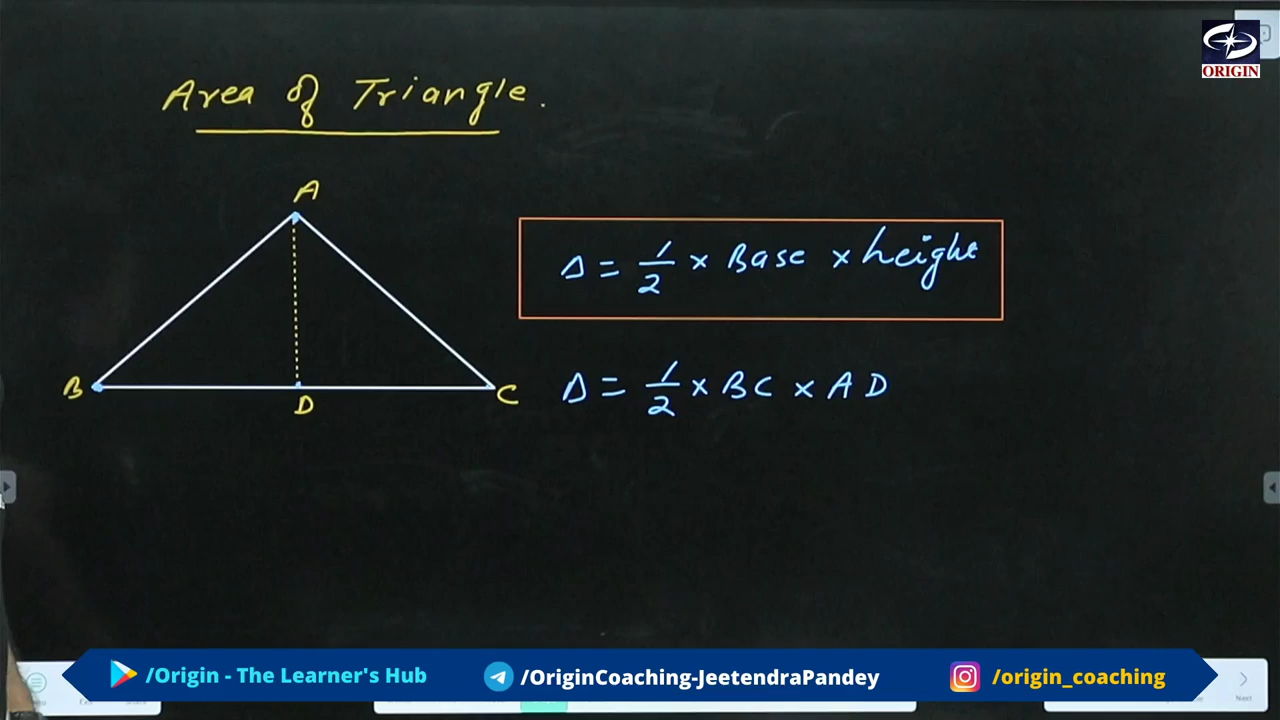 ORIGIN
Area of Triangle.
A
B
D
C
Δ = 1/2 × Base × height
Δ = 1/2 × BC × AD
/Origin - The Learner's Hub
/OriginCoaching-JeetendraPandey
/origin_coaching
Next